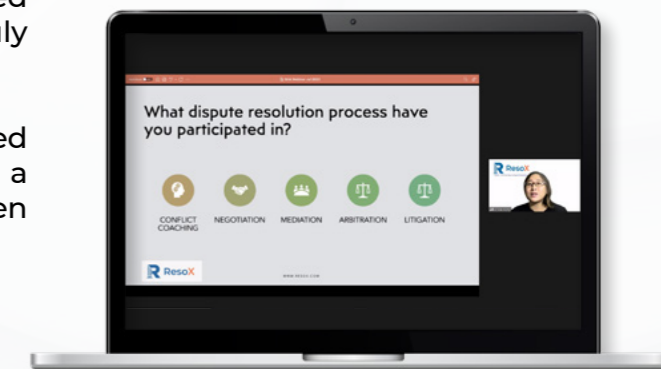 ed
ly
ed
a
en
What dispute resolution process have
you participated in?
CONFLICT
COACHING
NEGOTIATION
MEDIATION
ARBITRATION
LITIGATION
ResoX
WWW.RESOX.COM
ResoX